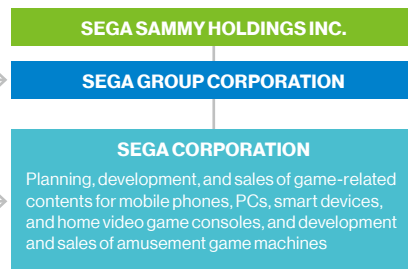 SEGA SAMMY HOLDINGS INC.
SEGA GROUP CORPORATION
SEGA CORPORATION
Planning, development, and sales of game-related
contents for mobile phones, PCs, smart devices,
and home video game consoles, and development
and sales of amusement game machines